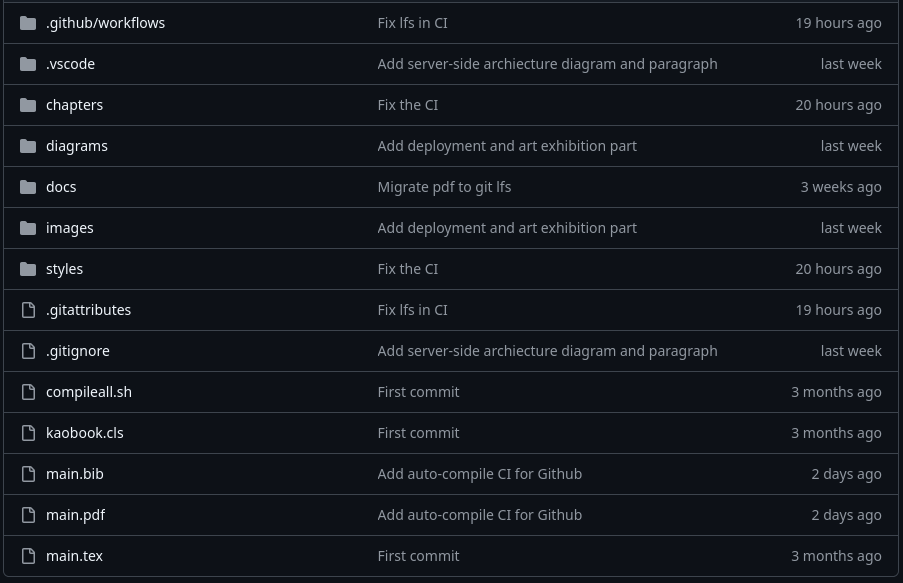 .github/workflows Fix lfs in CI 19 hours ago
.vscode Add server-side archiecture diagram and paragraph last week
chapters Fix the CI 20 hours ago
diagrams Add deployment and art exhibition part last week
docs Migrate pdf to git lfs 3 weeks ago
images Add deployment and art exhibition part last week
styles Fix the CI 20 hours ago
.gitattributes Fix lfs in CI 19 hours ago
.gitignore Add server-side archiecture diagram and paragraph last week
compileall.sh First commit 3 months ago
kaobook.cls First commit 3 months ago
main.bib Add auto-compile CI for Github 2 days ago
main.pdf Add auto-compile CI for Github 2 days ago
main.tex First commit 3 months ago